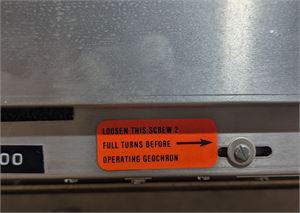 LOOSEN THIS SCREW 2
FULL TURNS BEFORE
OPERATING GEOCHRON
00